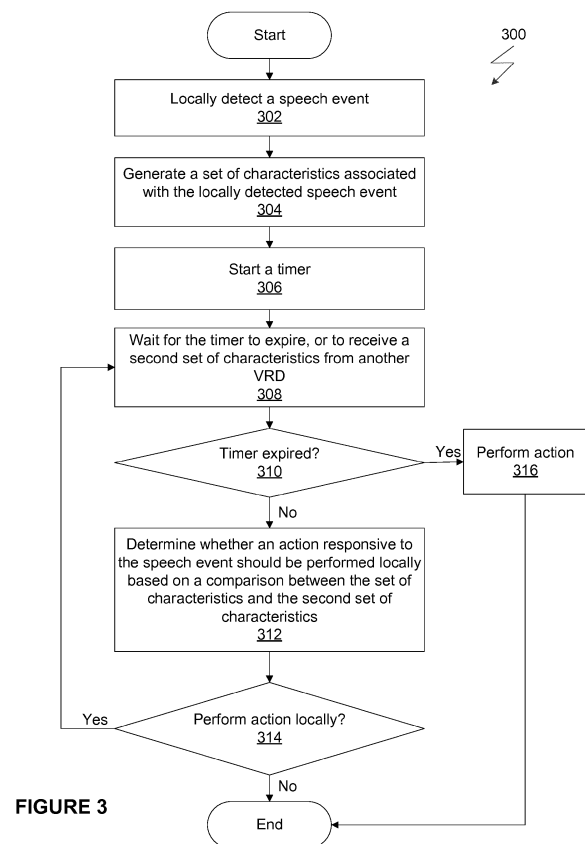 Start
300
Locally detect a speech event
302
Generate a set of characteristics associated
with the locally detected speech event
304
Start a timer
306
Wait for the timer to expire, or to receive a
second set of characteristics from another
VRD
308
Timer expired?
310
Yes
Perform action
316
No
Determine whether an action responsive to
the speech event should be performed locally
based on a comparison between the set of
characteristics and the second set of
characteristics
312
Yes
Perform action locally?
314
No
FIGURE 3
End